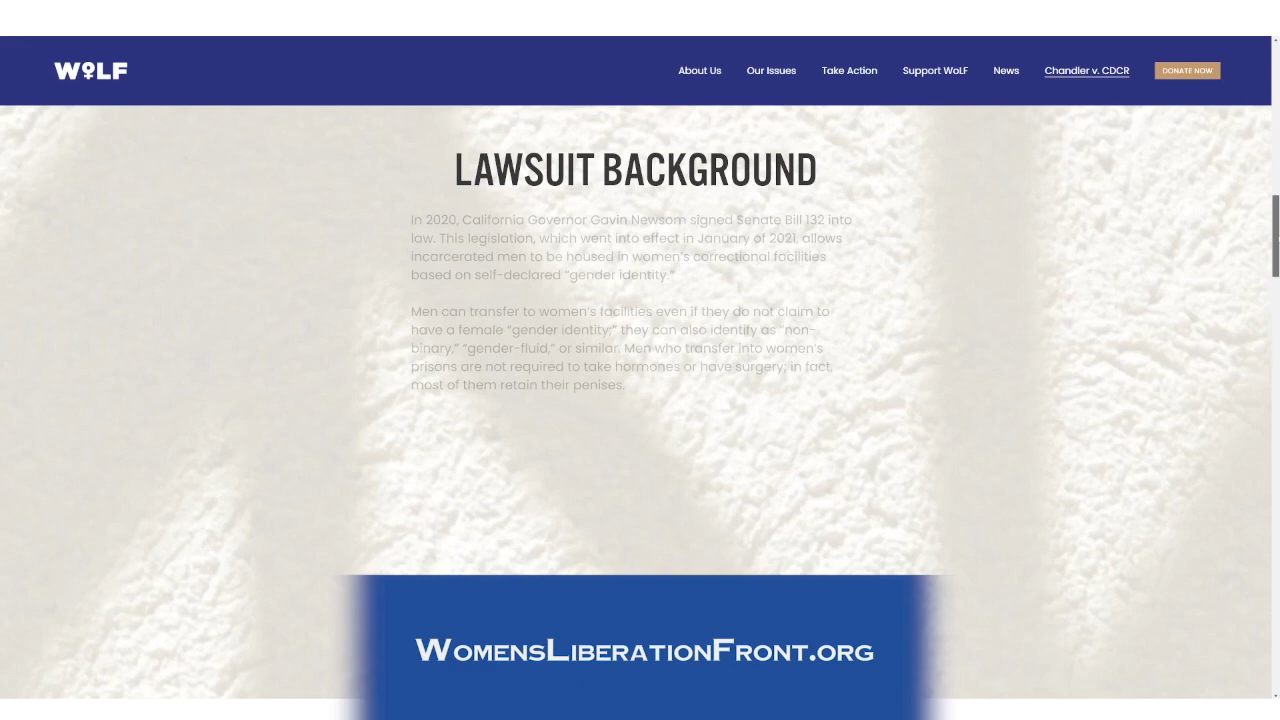 WOLF
About Us Our Issues Take Action Support WoLF News Chandler v. CDCR DONATE NOW
LAWSUIT BACKGROUND
In 2020, California Governor Gavin Newsom signed Senate Bill 132 into
law. This legislation, which went into effect in January of 2021, allows
incarcerated men to be housed in women's correctional facilities
based on self-declared “gender identity.”
Men can transfer to women's facilities even if they do not claim to
have a female “gender identity;” they can also identify as “non-
binary,” “gender-fluid,” or similar. Men who transfer into women's
prisons are not required to take hormones or have surgery; in fact,
most of them retain their penises.
WomensLiberationFront.org